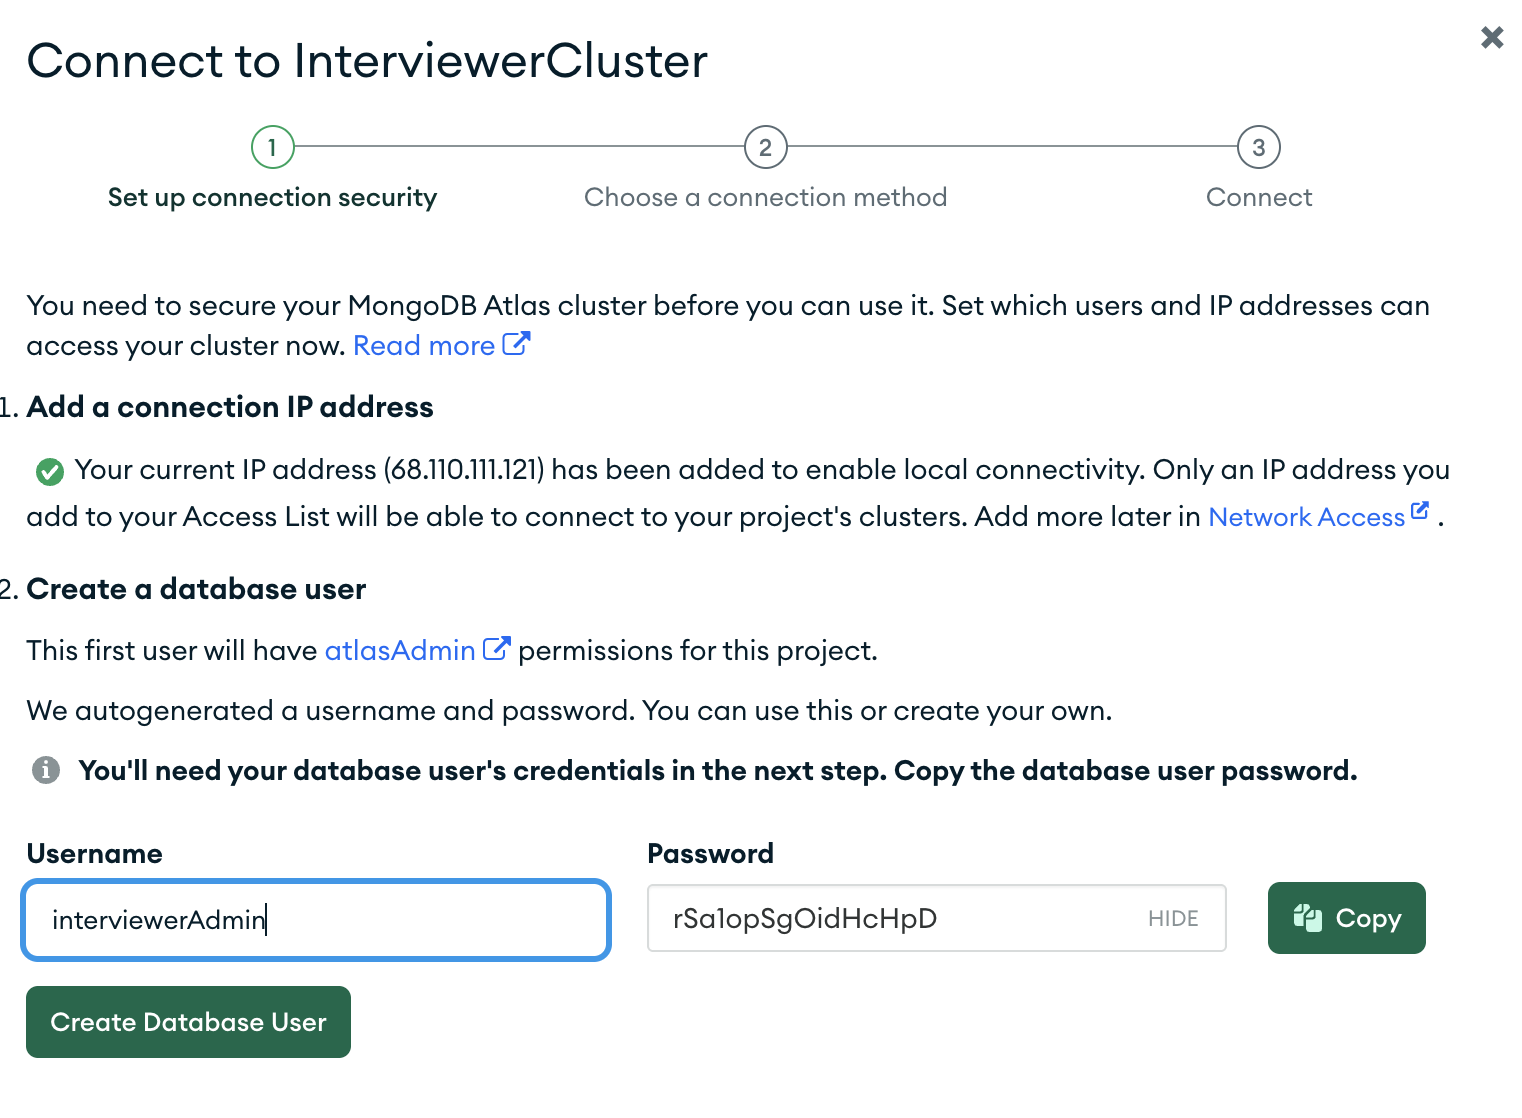 Connect to InterviewerCluster
1
2
3
Set up connection security
Choose a connection method
Connect
You need to secure your MongoDB Atlas cluster before you can use it. Set which users and IP addresses can
access your cluster now. Read more
1. Add a connection IP address
Your current IP address (68.110.111.121) has been added to enable local connectivity. Only an IP address you
add to your Access List will be able to connect to your project's clusters. Add more later in Network Access .
2. Create a database user
This first user will have atlasAdmin permissions for this project.
We autogenerated a username and password. You can use this or create your own.
You'll need your database user's credentials in the next step. Copy the database user password.
Username
Password
interviewerAdmin
rSa1opSgOidHcHpD
HIDE
Copy
Create Database User